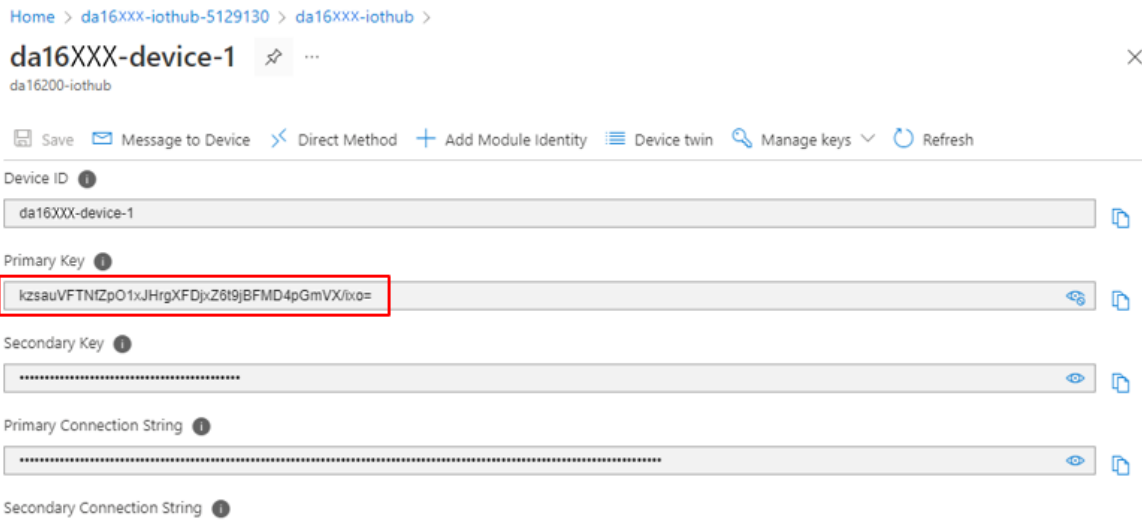 Home > da16XXX-iothub-5129130 > da16XXX-iothub >
da16XXX-device-1 ...
da16200-iothub
Save Message to Device Direct Method Add Module Identity Device twin Manage keys Refresh
Device ID
da16XXX-device-1
Primary Key
kzsauVFTNfZpO1xJHrgXFDjxZ6t9jBFMD4pGmVX/ixo=
Secondary Key
Primary Connection String
Secondary Connection String